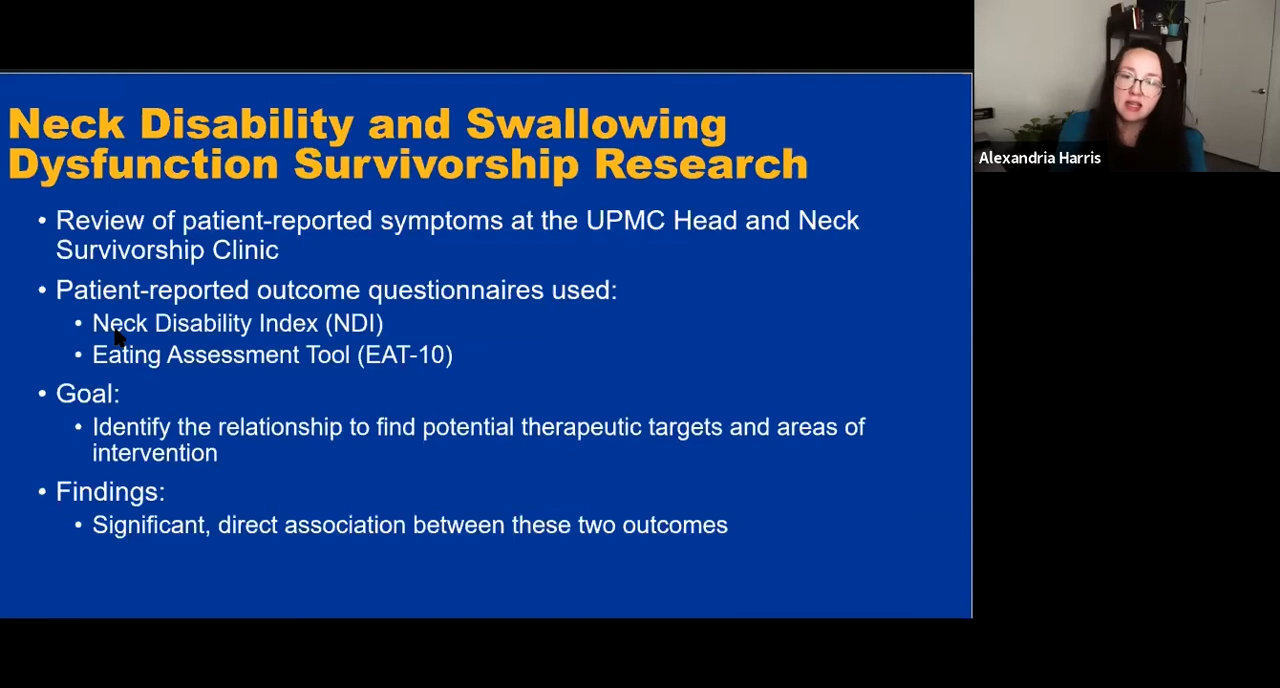 Neck Disability and Swallowing
Dysfunction Survivorship Research
• Review of patient-reported symptoms at the UPMC Head and Neck
Survivorship Clinic
• Patient-reported outcome questionnaires used:
• Neck Disability Index (NDI)
• Eating Assessment Tool (EAT-10)
• Goal:
• Identify the relationship to find potential therapeutic targets and areas of
intervention
• Findings:
• Significant, direct association between these two outcomes
Alexandria Harris